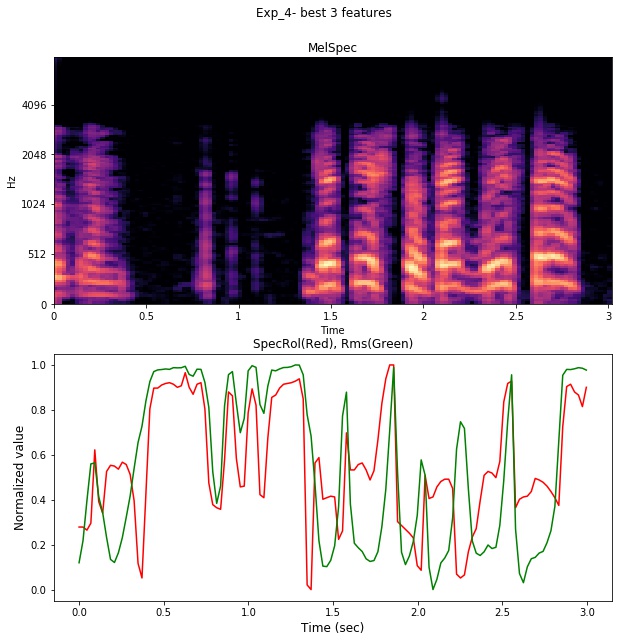 Exp_4- best 3 features
MelSpec
Hz
4096
2048
1024
512
0
0 0.5 1 1.5 2 2.5 3
Time
SpecRol(Red), Rms(Green)
Normalized value
1.0
0.8
0.6
0.4
0.2
0.0
0.0 0.5 1.0 1.5 2.0 2.5 3.0
Time (sec)